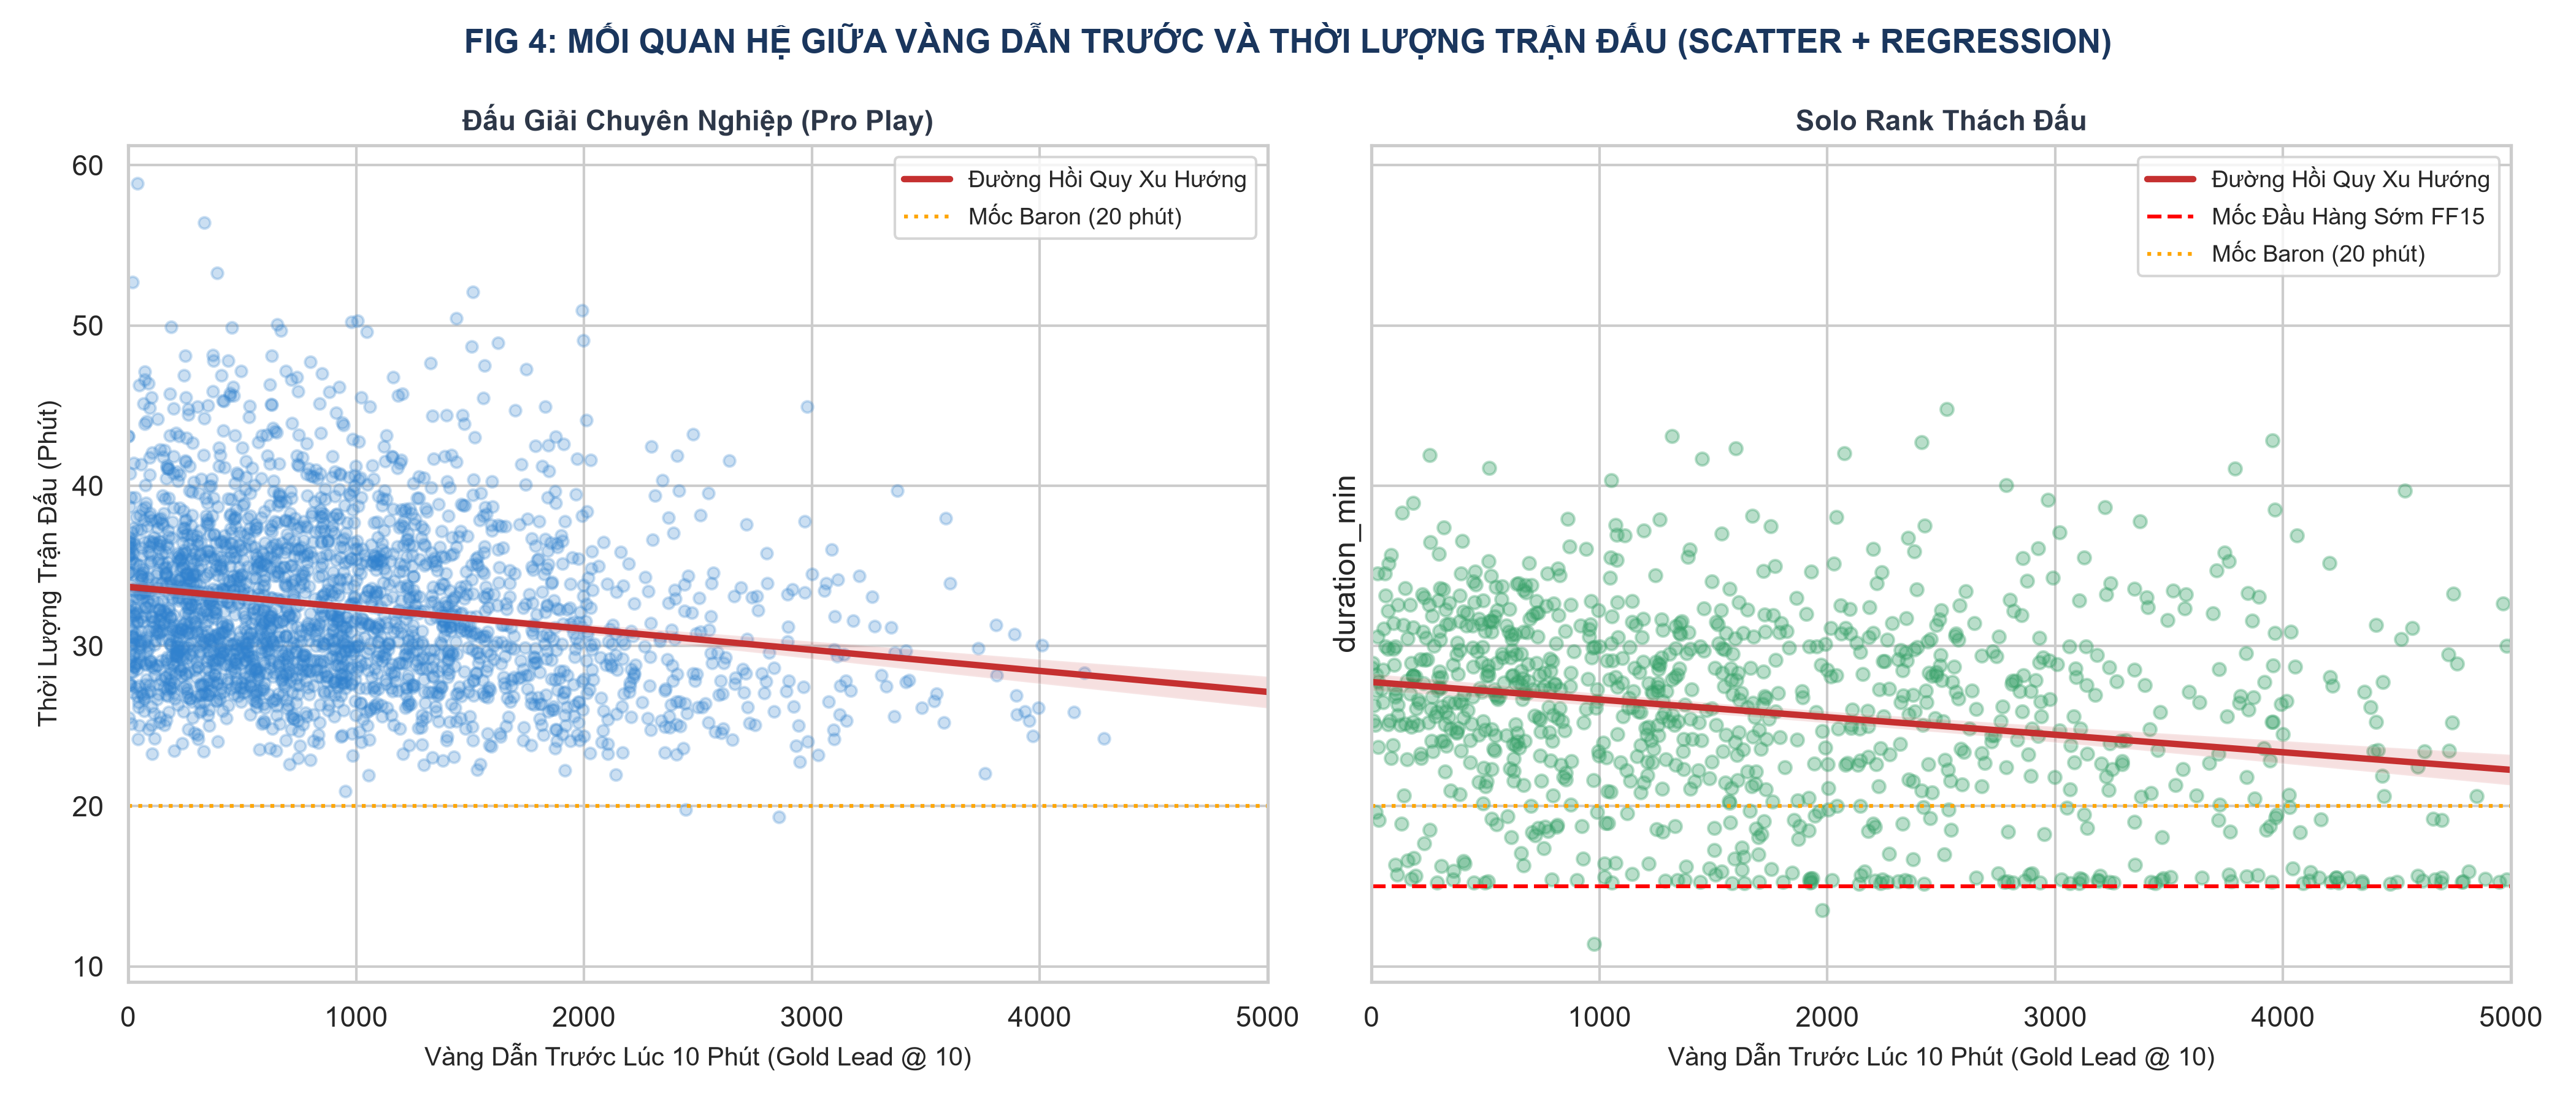 FIG 4: MỐI QUAN HỆ GIỮA VÀNG DẪN TRƯỚC VÀ THỜI LƯỢNG TRẬN ĐẤU (SCATTER + REGRESSION)
Đấu Giải Chuyên Nghiệp (Pro Play)
Đường Hồi Quy Xu Hướng
Mốc Baron (20 phút)
Thời Lượng Trận Đấu (Phút)
60
50
40
30
20
10
0 1000 2000 3000 4000 5000
Vàng Dẫn Trước Lúc 10 Phút (Gold Lead @ 10)
Solo Rank Thách Đấu
Đường Hồi Quy Xu Hướng
Mốc Đầu Hàng Sớm FF15
Mốc Baron (20 phút)
duration_min
0 1000 2000 3000 4000 5000
Vàng Dẫn Trước Lúc 10 Phút (Gold Lead @ 10)